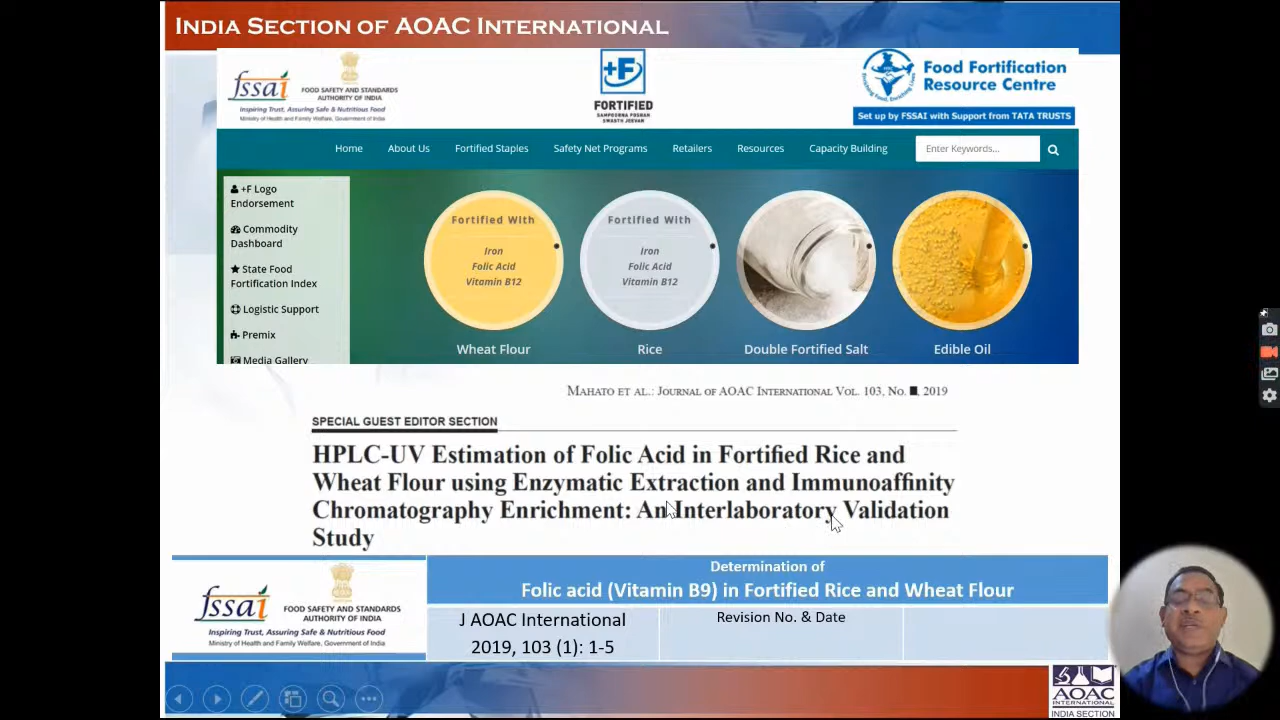 INDIA SECTION OF AOAC INTERNATIONAL
fssai
FOOD SAFETY AND STANDARDS
AUTHORITY OF INDIA
Inspiring Trust, Assuring Safe & Nutritious Food
Ministry of Health and Family Welfare, Government of India
+F
FORTIFIED
SAMPOORNA POSHAN
SWASTH JEEVAN
Food Fortification
Resource Centre
Set up by FSSAI with Support from TATA TRUSTS
Home About Us Fortified Staples Safety Net Programs Retailers Resources Capacity Building Enter Keywords...
+F Logo
Endorsement
Commodity
Dashboard
State Food
Fortification Index
Logistic Support
Premix
Media Gallery
Fortified With
Iron
Folic Acid
Vitamin B12
Wheat Flour
Fortified With
Iron
Folic Acid
Vitamin B12
Rice
Double Fortified Salt
Edible Oil
MAHATO ET AL.: JOURNAL OF AOAC INTERNATIONAL VOL. 103, NO. ■, 2019
SPECIAL GUEST EDITOR SECTION
HPLC-UV Estimation of Folic Acid in Fortified Rice and
Wheat Flour using Enzymatic Extraction and Immunoaffinity
Chromatography Enrichment: An Interlaboratory Validation
Study
fssai
FOOD SAFETY AND STANDARDS
AUTHORITY OF INDIA
Inspiring Trust, Assuring Safe & Nutritious Food
Ministry of Health and Family Welfare, Government of India
Determination of
Folic acid (Vitamin B9) in Fortified Rice and Wheat Flour
J AOAC International
2019, 103 (1): 1-5
Revision No. & Date
AOAC
INTERNATIONAL
INDIA SECTION